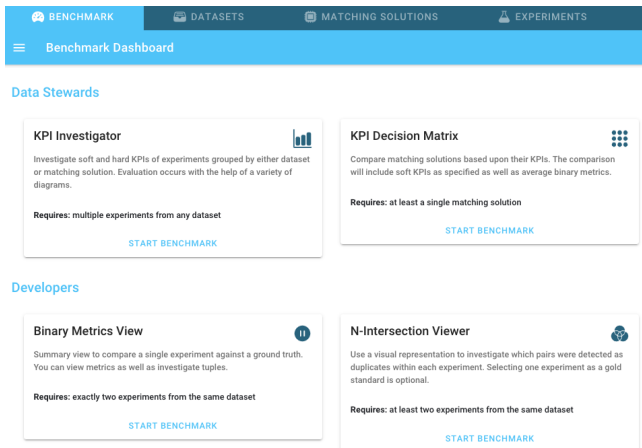 BENCHMARK
DATASETS
MATCHING SOLUTIONS
EXPERIMENTS
Benchmark Dashboard
Data Stewards
KPI Investigator
Investigate soft and hard KPIs of experiments grouped by either dataset
or matching solution. Evaluation occurs with the help of a variety of
diagrams.
Requires: multiple experiments from any dataset
START BENCHMARK
KPI Decision Matrix
Compare matching solutions based upon their KPIs. The comparison
will include soft KPIs as specified as well as average binary metrics.
Requires: at least a single matching solution
START BENCHMARK
Developers
Binary Metrics View
Summary view to compare a single experiment against a ground truth.
You can view metrics as well as investigate tuples.
Requires: exactly two experiments from the same dataset
START BENCHMARK
N-Intersection Viewer
Use a visual representation to investigate which pairs were detected as
duplicates within each experiment. Selecting one experiment as a gold
standard is optional.
Requires: at least two experiments from the same dataset
START BENCHMARK